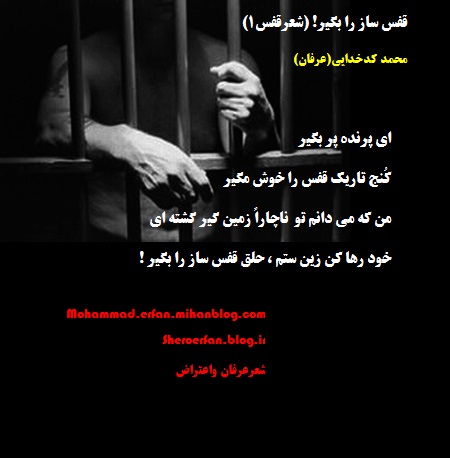 قفس ساز را بگیر! (شعرقفس۱)
محمد کدخدایی(عرفان)
ای پرنده پر بگیر
کُنج تاریک قفس را خوش مگیر
من که می دانم تو ناچاراً زمین گیر گشته ای
خود رها کن زین ستم ، حلق قفس ساز را بگیر !
Mohammad.erfan.mihanblog.com
Sheroerfan.blog.ir
شعرعرفان واعتراض